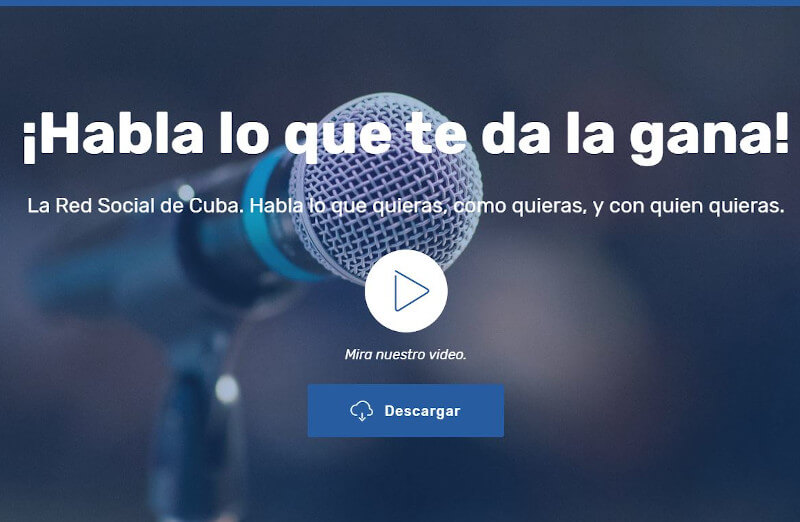 ¡Habla lo que te da la gana!
La Red Social de Cuba. Habla lo que quieras, como quieras, y con quien quieras.
Mira nuestro video.
Descargar